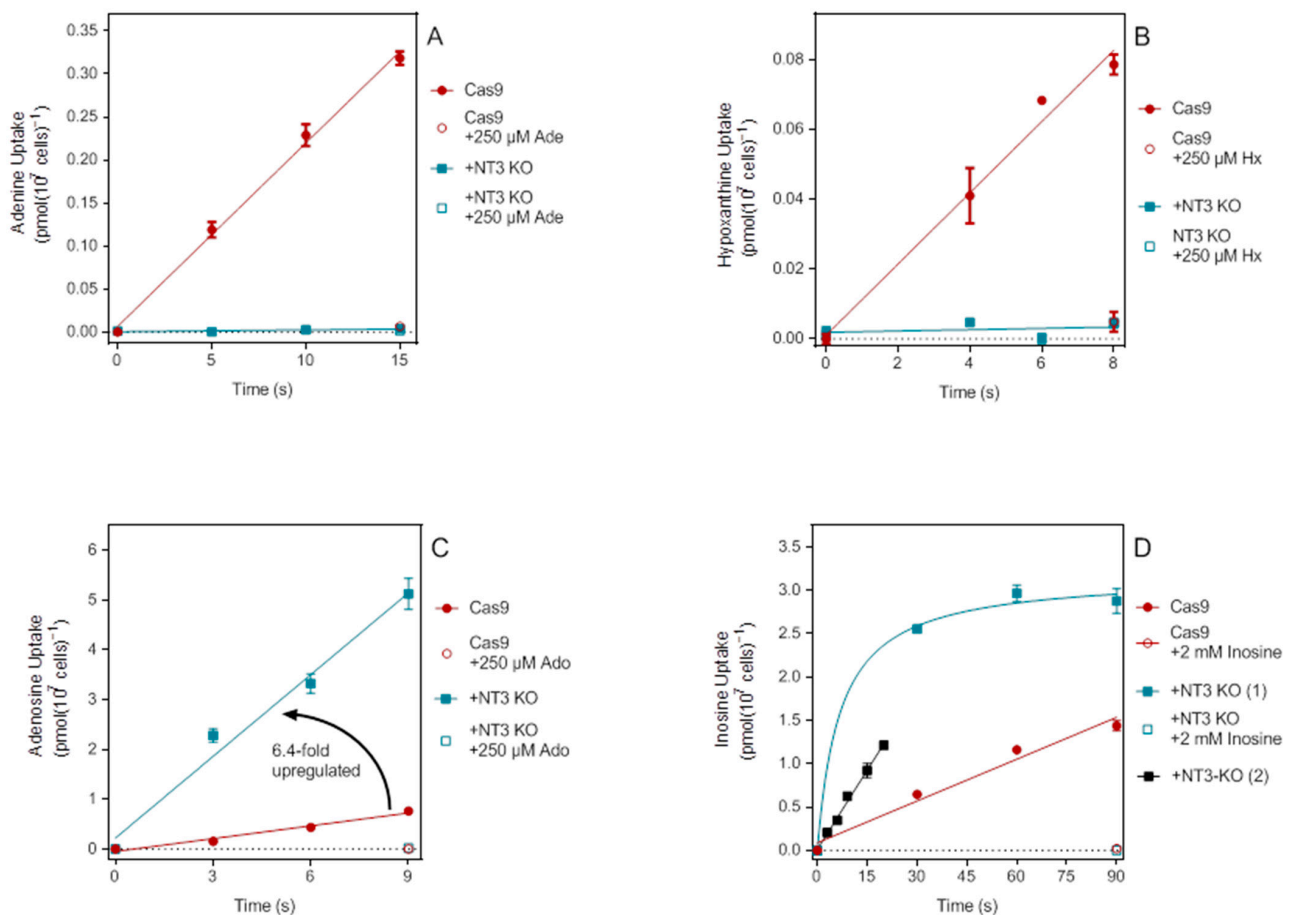 A
Adenine Uptake
(pmol(10⁷ cells)⁻¹)
0.35
0.30
0.25
0.20
0.15
0.10
0.05
0.00
0
5
10
15
Time (s)
Cas9
Cas9
+250 µM Ade
+NT3 KO
+NT3 KO
+250 µM Ade
B
Hypoxanthine Uptake
(pmol(10⁷ cells)⁻¹)
0.08
0.06
0.04
0.02
0.00
0
2
4
6
8
Time (s)
Cas9
Cas9
+250 µM Hx
+NT3 KO
NT3 KO
+250 µM Hx
C
Adenosine Uptake
(pmol(10⁷ cells)⁻¹)
6
5
4
3
2
1
0
0
3
6
9
Time (s)
6.4-fold
upregulated
Cas9
Cas9
+250 µM Ado
+NT3 KO
+NT3 KO
+250 µM Ado
D
Inosine Uptake
(pmol(10⁷ cells)⁻¹)
3.5
3.0
2.5
2.0
1.5
1.0
0.5
0.0
0
15
30
45
60
75
90
Time (s)
Cas9
Cas9
+2 mM Inosine
+NT3 KO (1)
+NT3 KO
+2 mM Inosine
+NT3-KO (2)